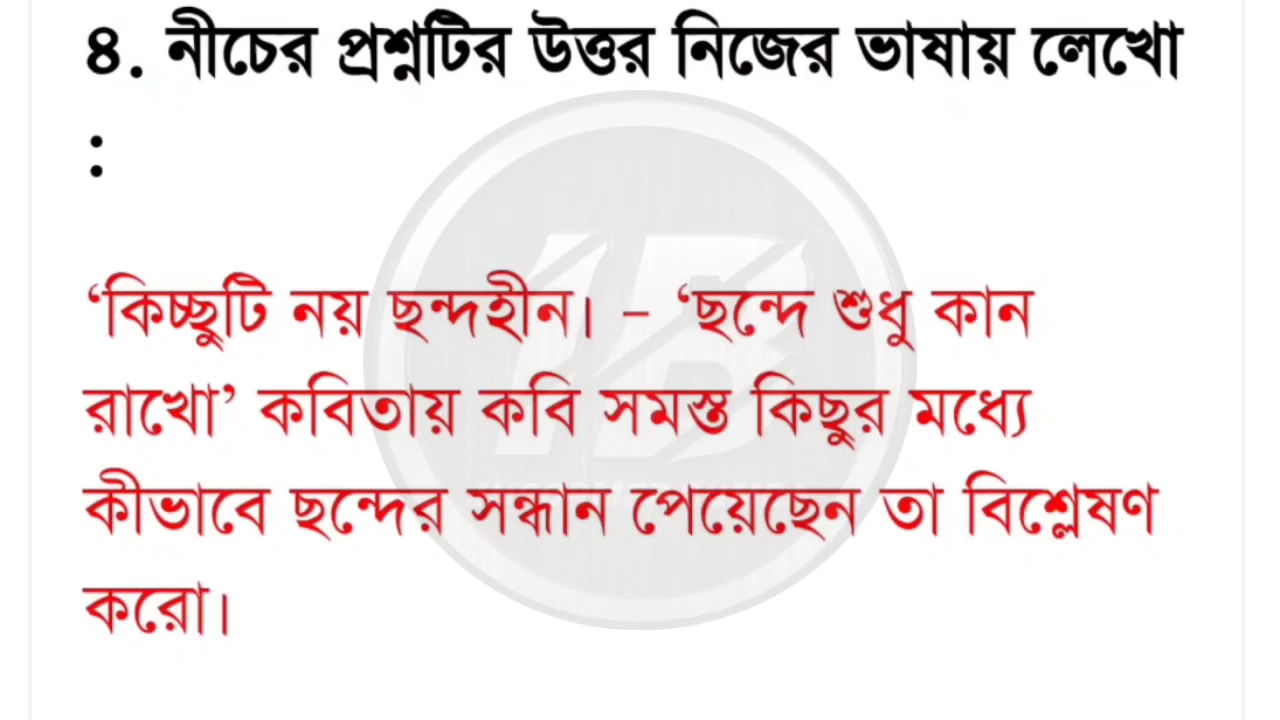 ৪. নীচের প্রশ্নটির উত্তর নিজের ভাষায় লেখো
:
‘কিচ্ছুটি নয় ছন্দহীন। – ‘ছন্দে শুধু কান
রাখো’ কবিতায় কবি সমস্ত কিছুর মধ্যে
কীভাবে ছন্দের সন্ধান পেয়েছেন তা বিশ্লেষণ
করো।